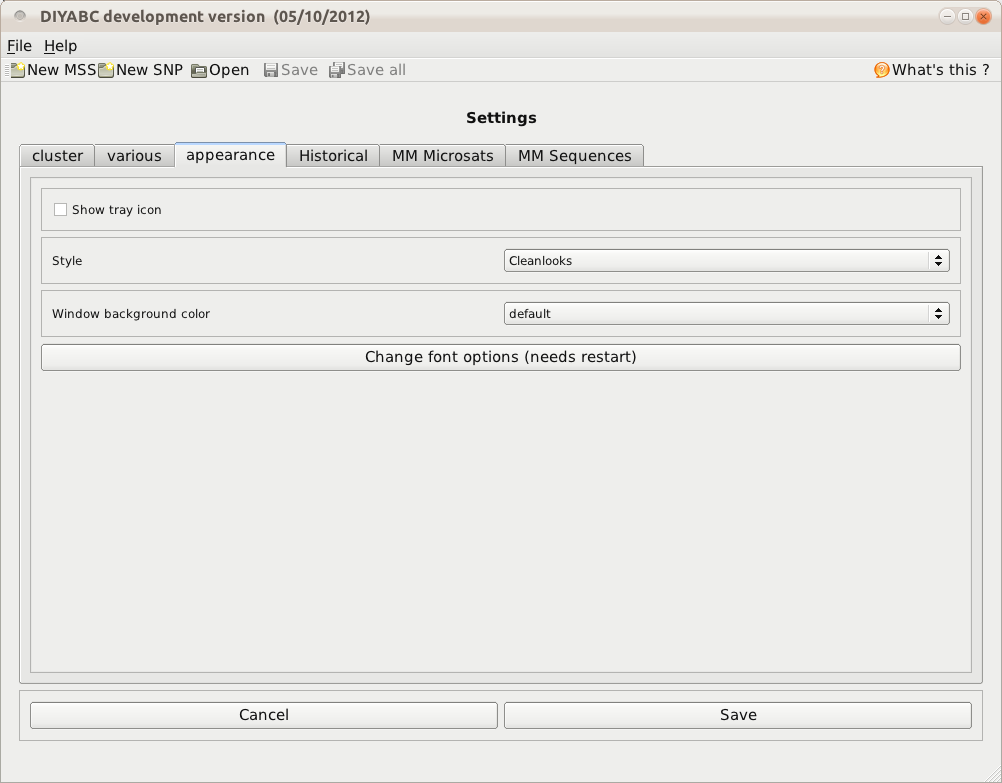 DIYABC development version (05/10/2012)
File Help
New MSS New SNP Open Save Save all What's this ?
Settings
cluster various appearance Historical MM Microsats MM Sequences
Show tray icon
Style Cleanlooks
Window background color default
Change font options (needs restart)
Cancel Save